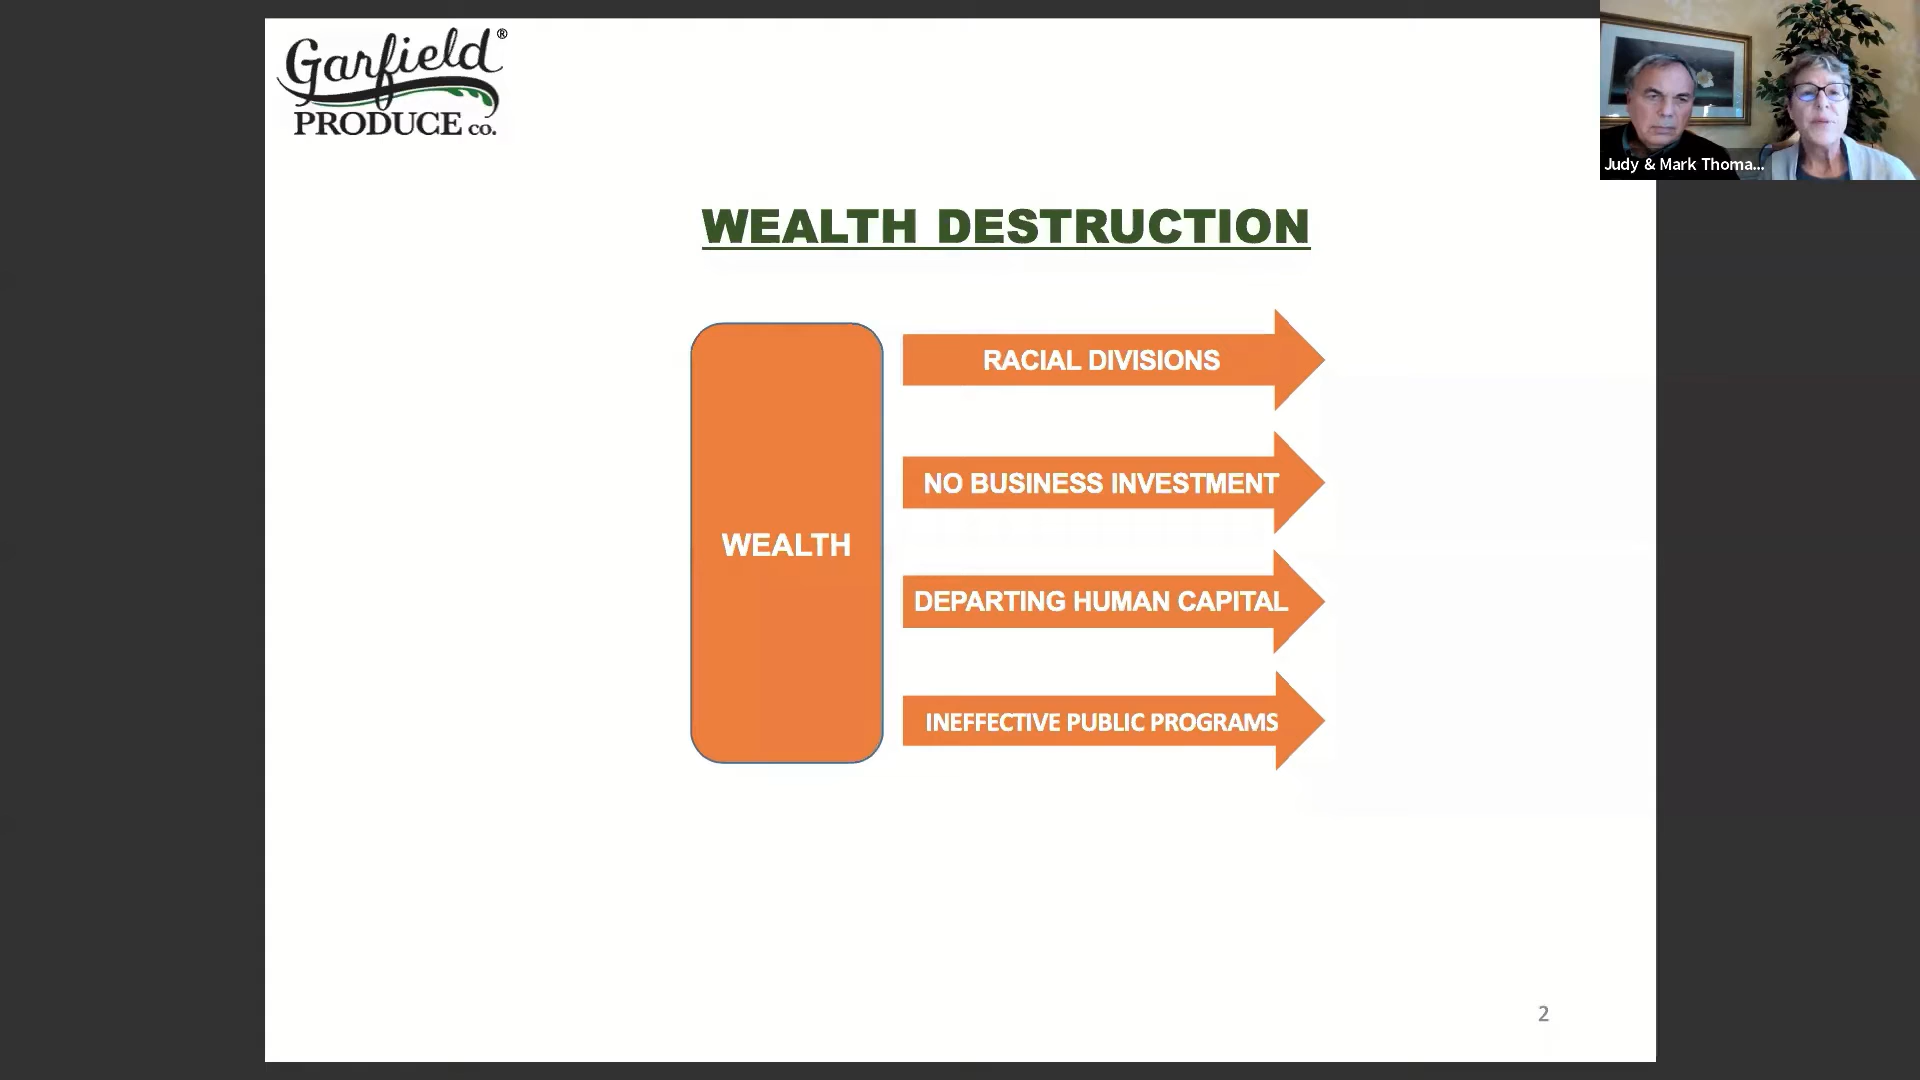 Garfield®
PRODUCE co.
Judy & Mark Thoma...
WEALTH DESTRUCTION
WEALTH
RACIAL DIVISIONS
NO BUSINESS INVESTMENT
DEPARTING HUMAN CAPITAL
INEFFECTIVE PUBLIC PROGRAMS
2